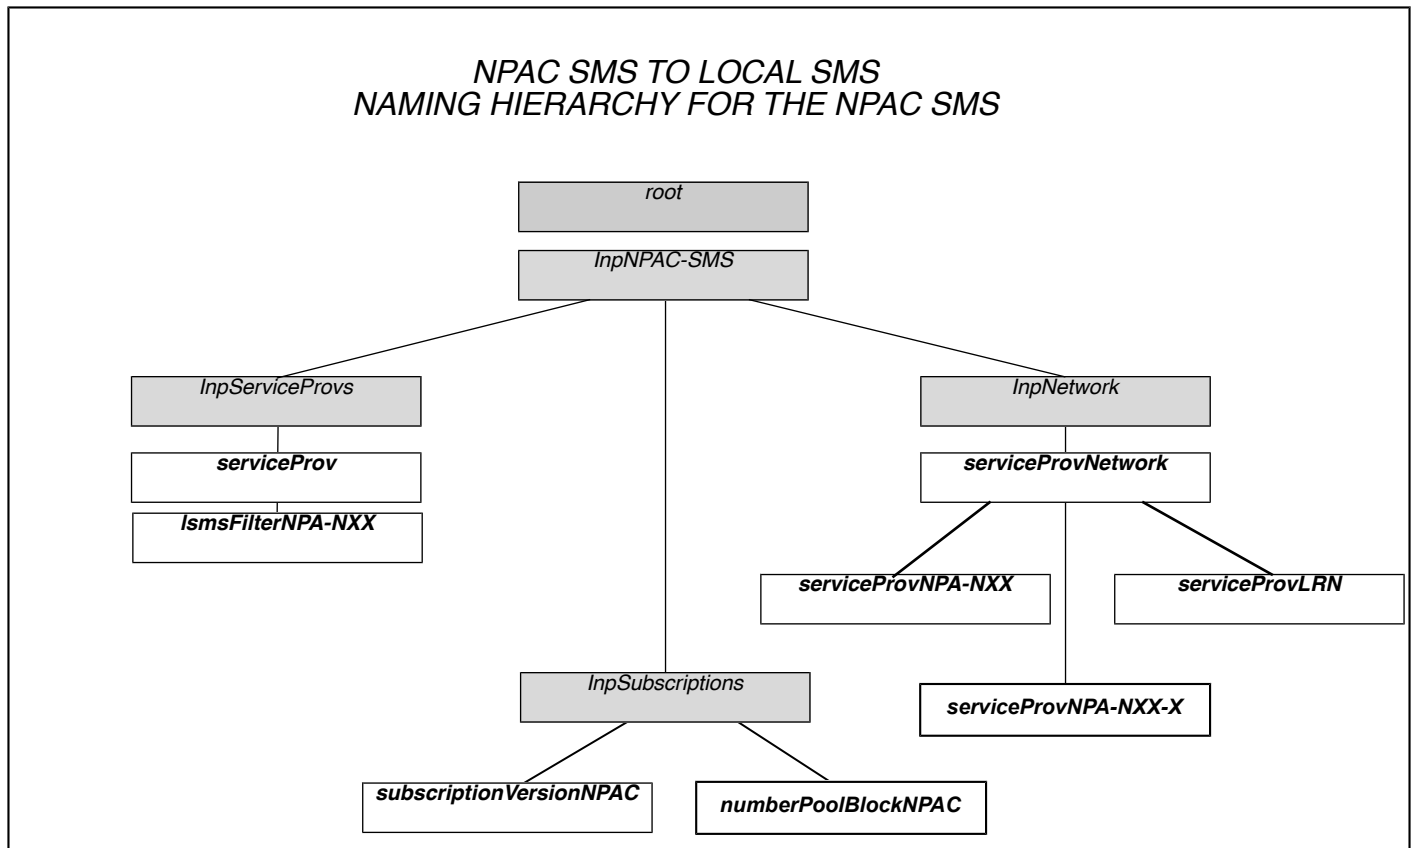 NPAC SMS TO LOCAL SMS
NAMING HIERARCHY FOR THE NPAC SMS
root
lnpNPAC-SMS
lnpServiceProvs
lnpNetwork
serviceProv
serviceProvNetwork
lsmsFilterNPA-NXX
serviceProvNPA-NXX
serviceProvLRN
lnpSubscriptions
serviceProvNPA-NXX-X
subscriptionVersionNPAC
numberPoolBlockNPAC